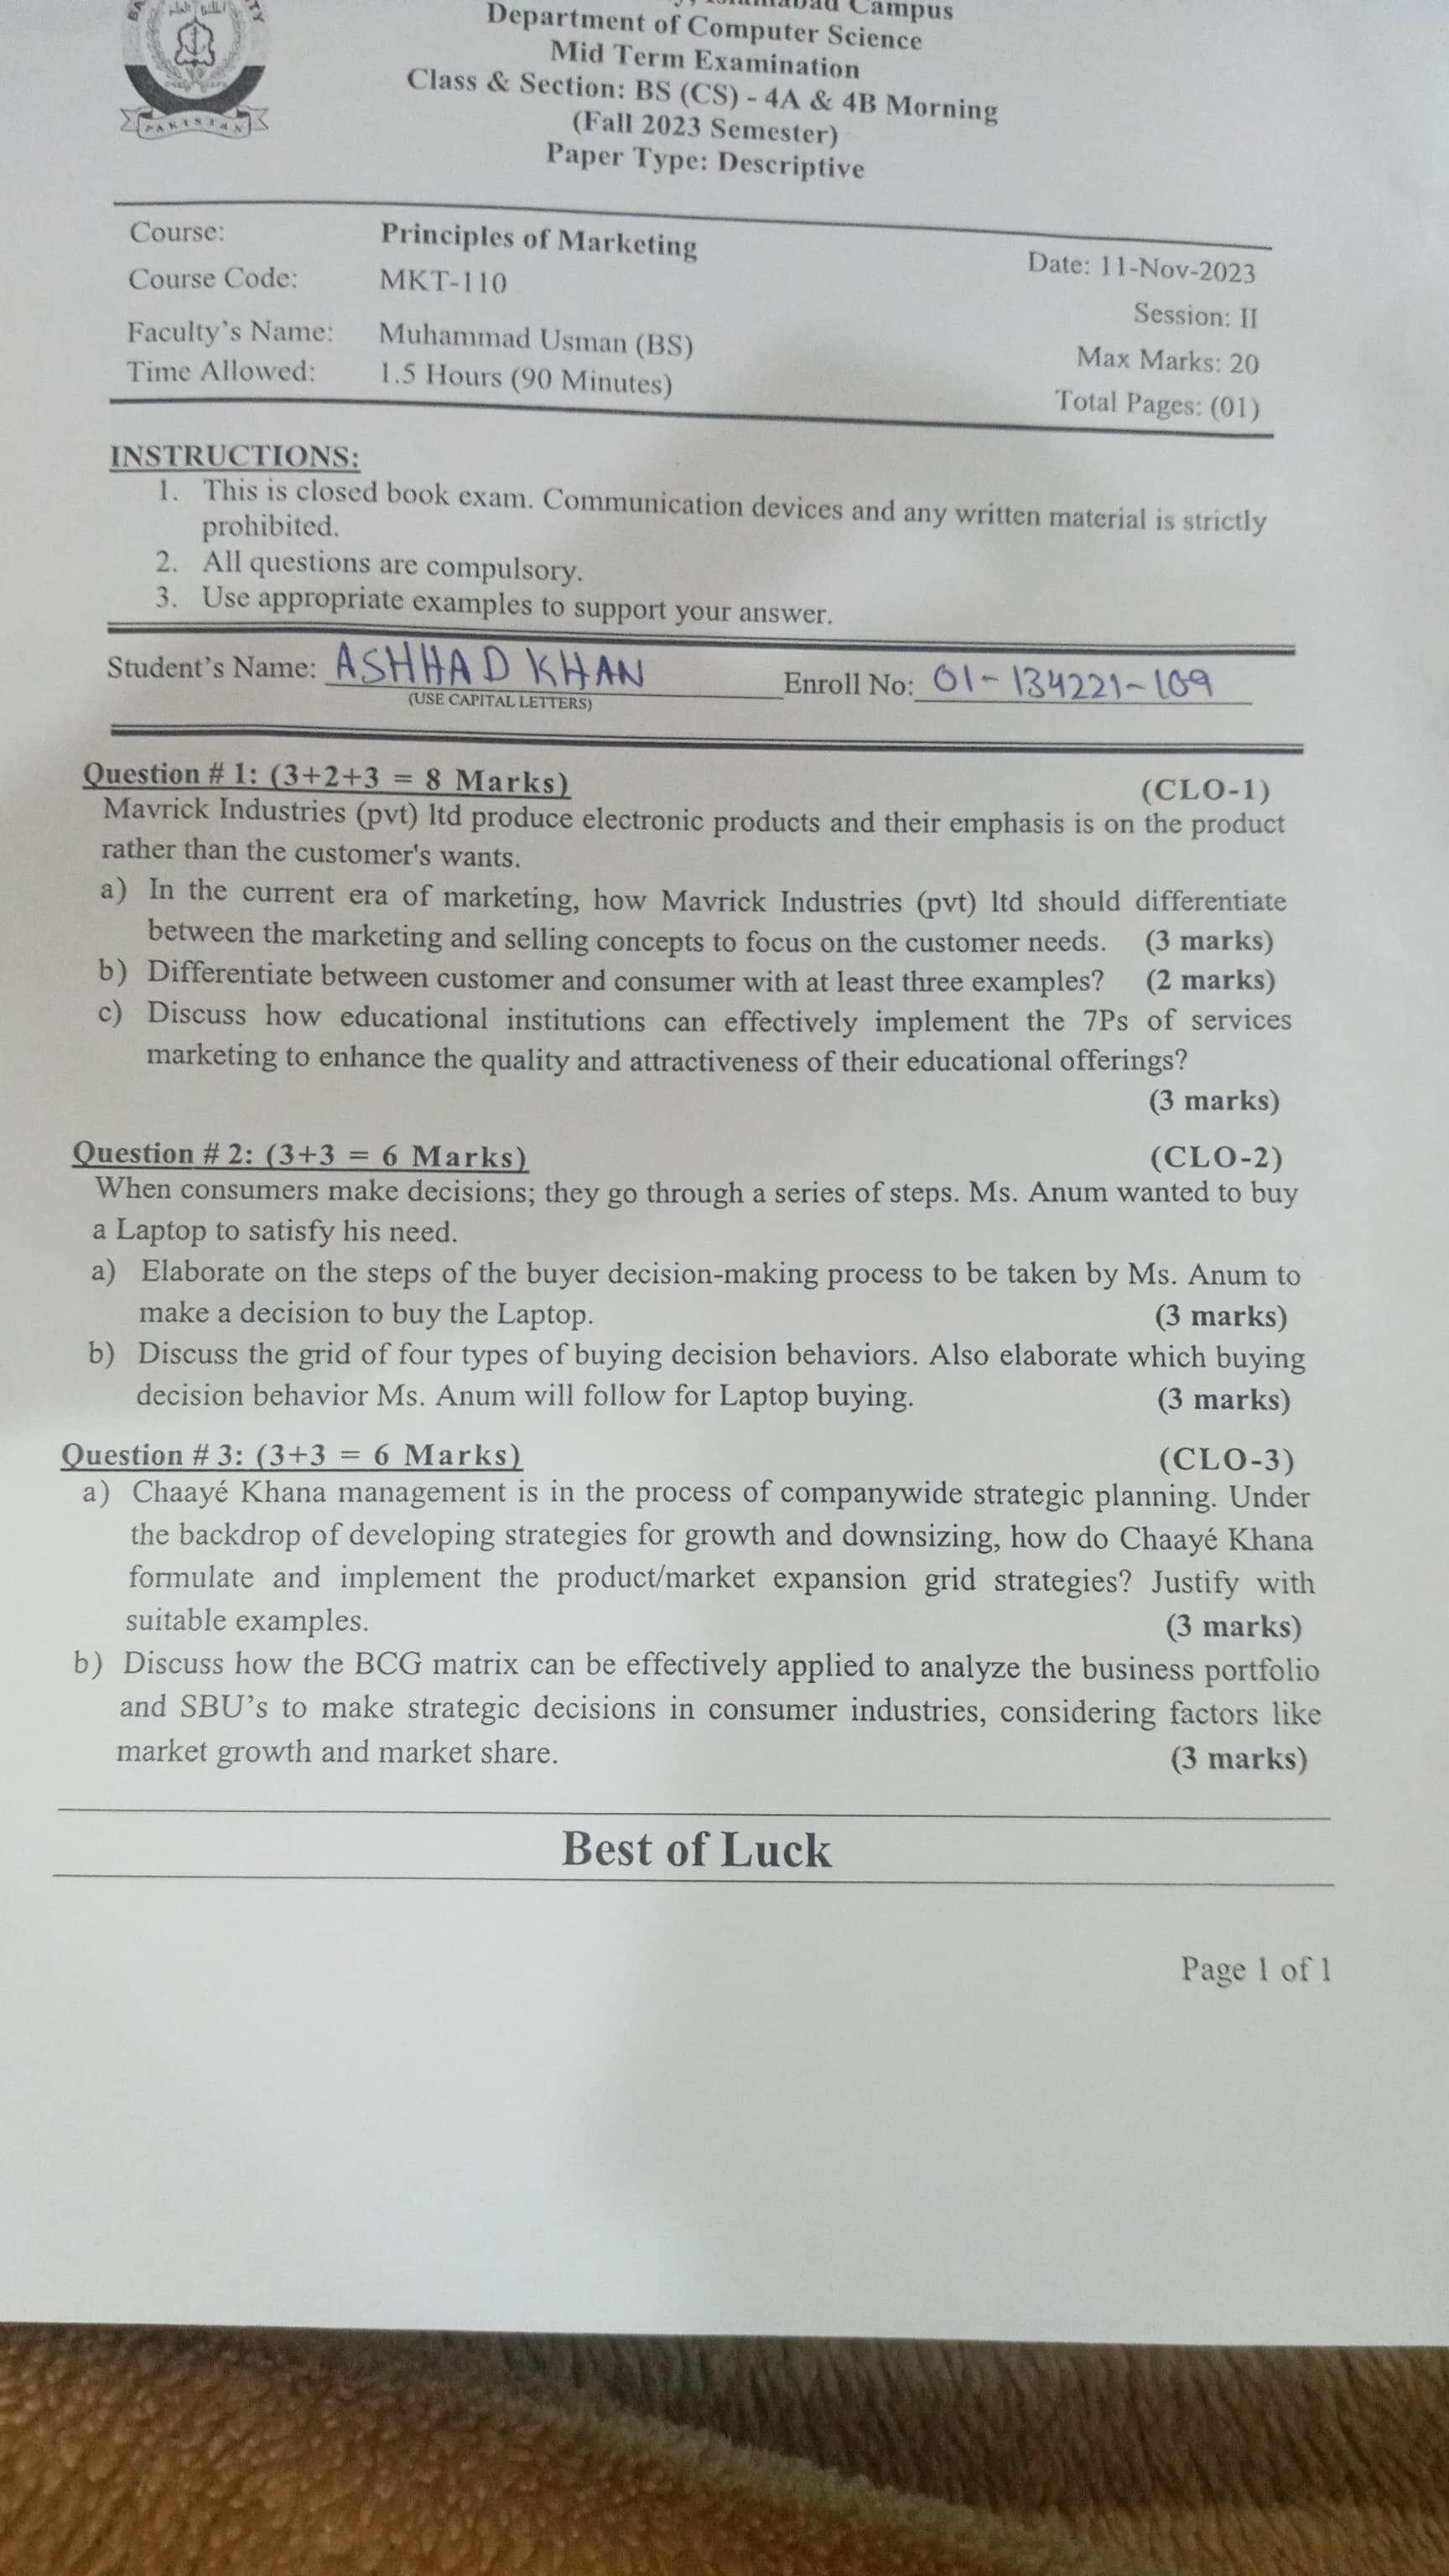 Campus
Department of Computer Science
Mid Term Examination
Class & Section: BS (CS) - 4A & 4B Morning
(Fall 2023 Semester)
Paper Type: Descriptive
PAKISTAN
Course: Principles of Marketing
Date: 11-Nov-2023
Course Code: MKT-110
Session: II
Faculty's Name: Muhammad Usman (BS)
Max Marks: 20
Time Allowed: 1.5 Hours (90 Minutes)
Total Pages: (01)
INSTRUCTIONS:
1. This is closed book exam. Communication devices and any written material is strictly
prohibited.
2. All questions are compulsory.
3. Use appropriate examples to support your answer.
Student's Name: ASHHAD KHAN Enroll No: 01-134221-109
(USE CAPITAL LETTERS)
Question # 1: (3+2+3 = 8 Marks) (CLO-1)
Mavrick Industries (pvt) ltd produce electronic products and their emphasis is on the product
rather than the customer's wants.
a) In the current era of marketing, how Mavrick Industries (pvt) ltd should differentiate
between the marketing and selling concepts to focus on the customer needs. (3 marks)
b) Differentiate between customer and consumer with at least three examples? (2 marks)
c) Discuss how educational institutions can effectively implement the 7Ps of services
marketing to enhance the quality and attractiveness of their educational offerings?
(3 marks)
Question # 2: (3+3 = 6 Marks) (CLO-2)
When consumers make decisions; they go through a series of steps. Ms. Anum wanted to buy
a Laptop to satisfy his need.
a) Elaborate on the steps of the buyer decision-making process to be taken by Ms. Anum to
make a decision to buy the Laptop. (3 marks)
b) Discuss the grid of four types of buying decision behaviors. Also elaborate which buying
decision behavior Ms. Anum will follow for Laptop buying. (3 marks)
Question # 3: (3+3 = 6 Marks) (CLO-3)
a) Chaayé Khana management is in the process of companywide strategic planning. Under
the backdrop of developing strategies for growth and downsizing, how do Chaayé Khana
formulate and implement the product/market expansion grid strategies? Justify with
suitable examples. (3 marks)
b) Discuss how the BCG matrix can be effectively applied to analyze the business portfolio
and SBU's to make strategic decisions in consumer industries, considering factors like
market growth and market share. (3 marks)
Best of Luck
Page 1 of 1